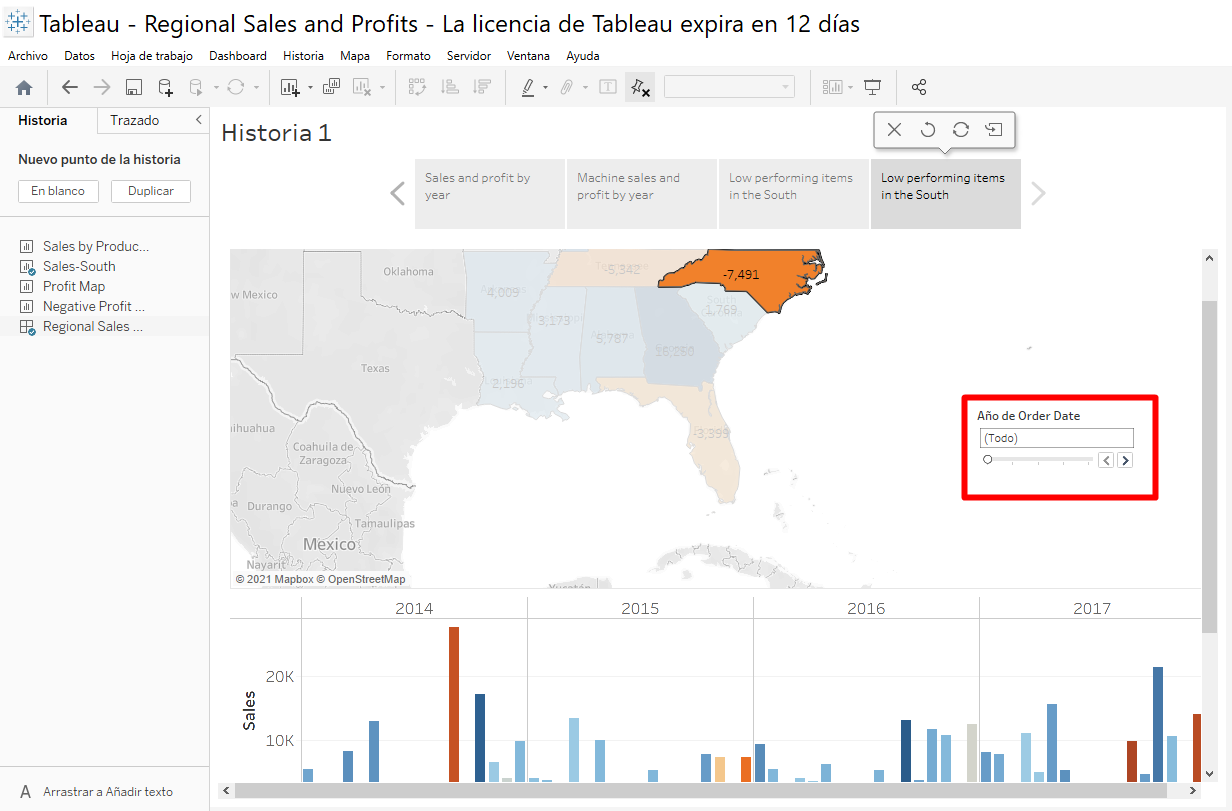 Tableau - Regional Sales and Profits - La licencia de Tableau expira en 12 días
Archivo Datos Hoja de trabajo Dashboard Historia Mapa Formato Servidor Ventana Ayuda
Historia Trazado
Nuevo punto de la historia
En blanco Duplicar
Sales by Produc...
Sales-South
Profit Map
Negative Profit ...
Regional Sales ...
A Arrastrar a Añadir texto
Historia 1
Sales and profit by
year
Machine sales and
profit by year
Low performing items
in the South
Low performing items
in the South
Oklahoma
-5,342
-7,491
4,009
w Mexico
1,769
3,173
5,787
16,250
Texas
2,196
ihuahua
Coahuila de
Zaragoza
-3,399
Nuevo León
Durango
Tamaulipas
Mexico
Nayarit
© 2021 Mapbox © OpenStreetMap
Año de Order Date
(Todo)
2014 2015 2016 2017
Sales
20K
10K